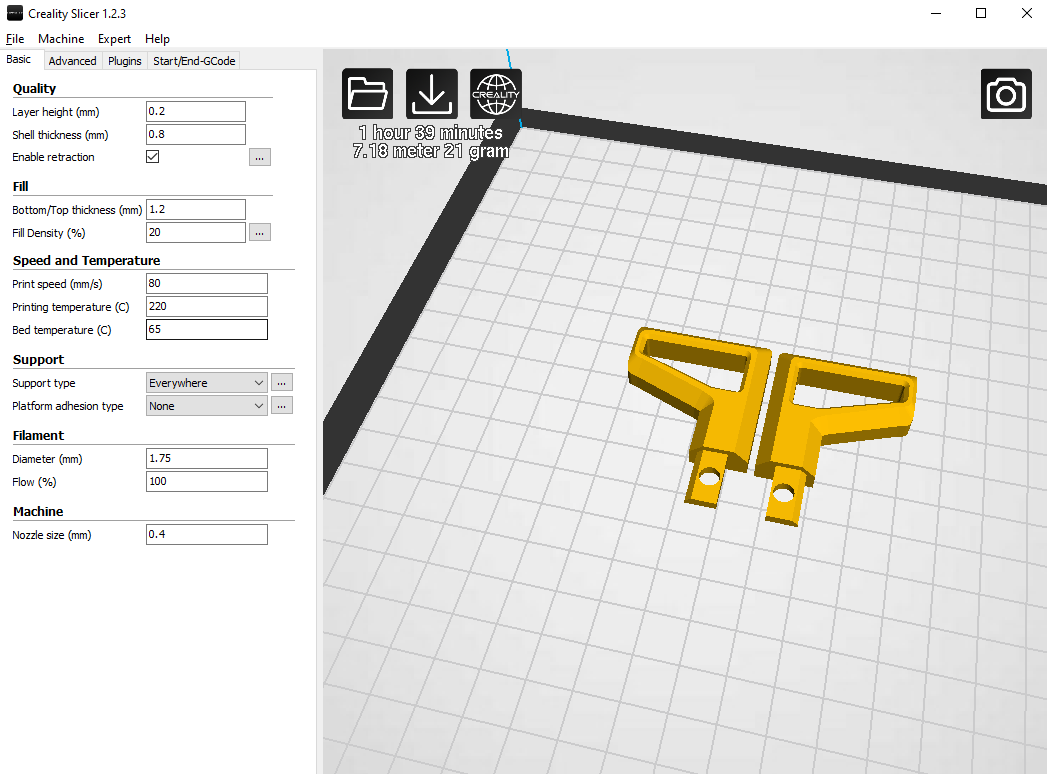 Creality Slicer 1.2.3
File Machine Expert Help
Basic Advanced Plugins Start/End-GCode
Quality
Layer height (mm) 0.2
Shell thickness (mm) 0.8
Enable retraction ...
Fill
Bottom/Top thickness (mm) 1.2
Fill Density (%) 20 ...
Speed and Temperature
Print speed (mm/s) 80
Printing temperature (C) 220
Bed temperature (C) 65
Support
Support type Everywhere ...
Platform adhesion type None ...
Filament
Diameter (mm) 1.75
Flow (%) 100
Machine
Nozzle size (mm) 0.4
CREALITY
1 hour 39 minutes
7.18 meter 21 gram